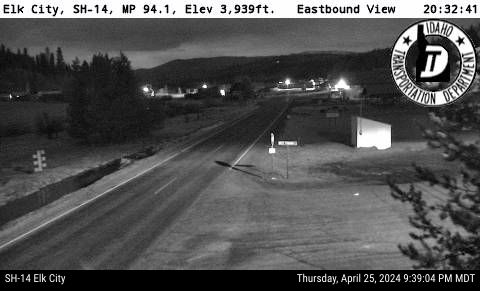 Elk City, SH-14, MP 94.1, Elev 3,939ft. Eastbound View 20:32:41
IDAHO
TRANSPORTATION DEPARTMENT
SH-14 Elk City Thursday, April 25, 2024 9:39:04 PM MDT